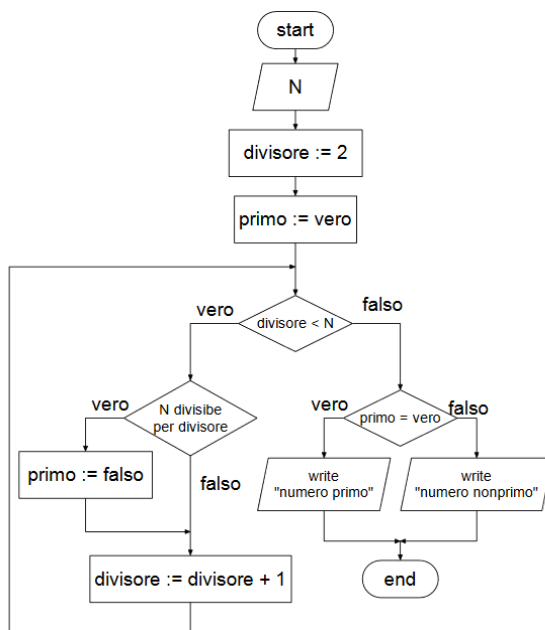 start
N
divisore := 2
primo := vero
vero
divisore < N
falso
vero
N divisibe
per divisore
falso
primo := falso
divisore := divisore + 1
vero
primo = vero
falso
write
"numero primo"
write
"numero nonprimo"
end